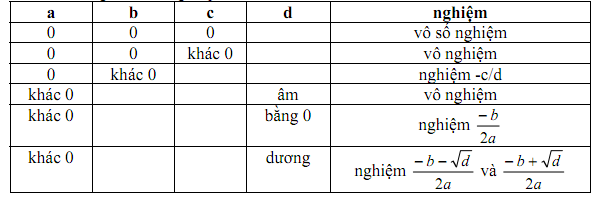 a b c d nghiệm
0 0 0 vô số nghiệm
0 0 khác 0 vô nghiệm
0 khác 0 nghiệm -c/d
khác 0 âm vô nghiệm
khác 0 bằng 0 nghiệm \frac{-b}{2a}
khác 0 dương nghiệm \frac{-b-\sqrt{d}}{2a} và \frac{-b+\sqrt{d}}{2a}